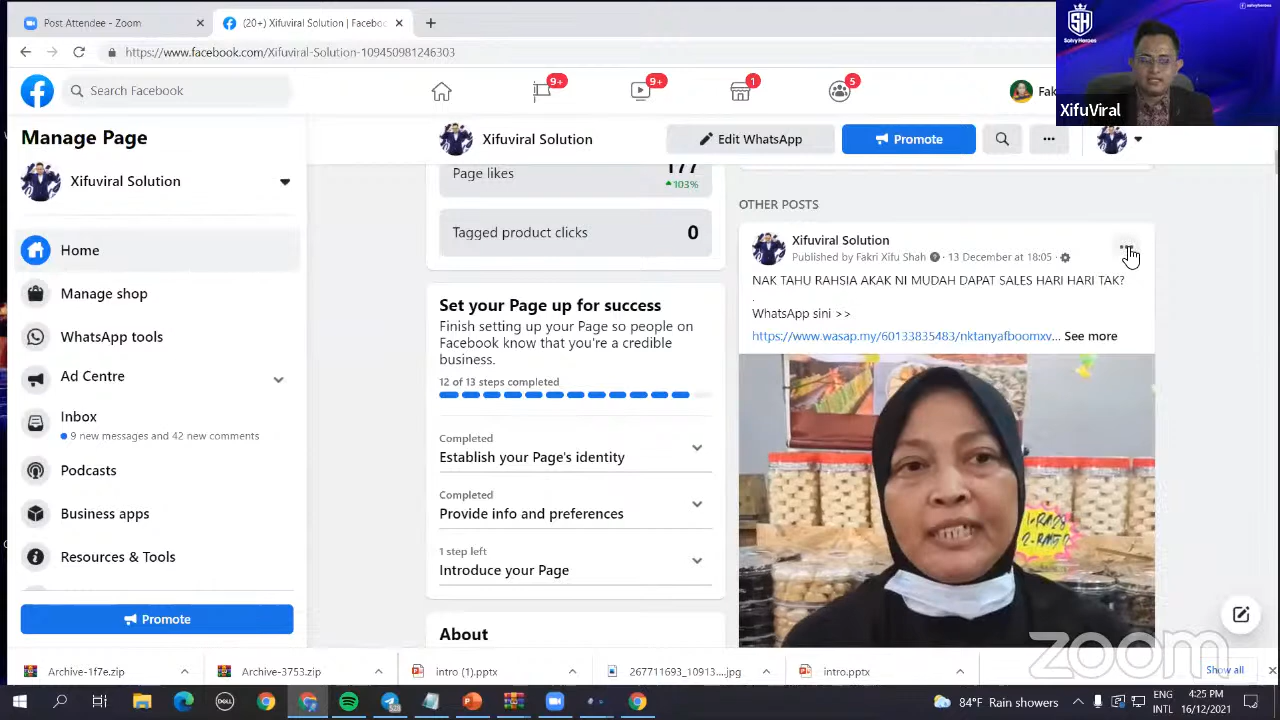 Post Attendee - Zoom
(20+) Xifuviral Solution | Faceboo
https://www.facebook.com/Xifuviral-Solution-109450981246303
SH
Salvy Heroes
salvyheroes
XifuViral
Search Facebook
9+
9+
1
5
Fak
Manage Page
Xifuviral Solution
Edit WhatsApp
Promote
Xifuviral Solution
Home
Manage shop
WhatsApp tools
Ad Centre
Inbox
9 new messages and 42 new comments
Podcasts
Business apps
Resources & Tools
Promote
Page likes
177
103%
Tagged product clicks
0
Set your Page up for success
Finish setting up your Page so people on
Facebook know that you're a credible
business.
12 of 13 steps completed
Completed
Establish your Page's identity
Completed
Provide info and preferences
1 step left
Introduce your Page
About
OTHER POSTS
Xifuviral Solution
Published by Fakri Xifu Shah · 13 December at 18:05 ·
NAK TAHU RAHSIA AKAK NI MUDAH DAPAT SALES HARI HARI TAK?
.
WhatsApp sini >>
https://www.wasap.my/60133835483/nktanyafboomxv... See more
zoom
Archive-1f7e.zip
Archive-3753.zip
intro (1).pptx
267711693_10913....jpg
intro.pptx
Show all
DELL
84°F Rain showers
ENG
INTL
4:25 PM
16/12/2021